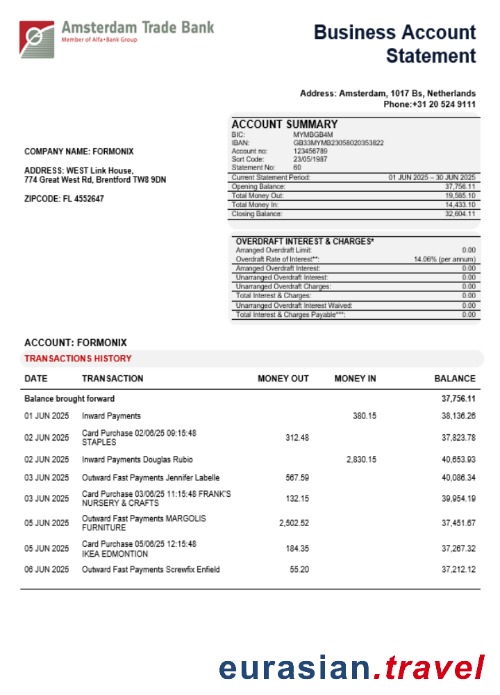 Amsterdam Trade Bank
Member of Alfa•Bank Group
Business Account
Statement
Address: Amsterdam, 1017 Bs, Netherlands
Phone:+31 20 524 9111
COMPANY NAME: FORMONIX
ADDRESS: WEST Link House,
774 Great West Rd, Brentford TW8 9DN
ZIPCODE: FL 4552647
ACCOUNT SUMMARY
BIC: MYMBGB4M
IBAN: GB33MYMB23058020353822
Account no: 123456789
Sort Code: 23/05/1987
Statement No: 60
Current Statement Period: 01 JUN 2025 – 30 JUN 2025
Opening Balance: 37,756.11
Total Money Out: 19,585.10
Total Money In: 14,433.10
Closing Balance: 32,604.11
OVERDRAFT INTEREST & CHARGES*
Arranged Overdraft Limit: 0.00
Overdraft Rate of Interest**: 14.06% (per annum)
Arranged Overdraft Interest: 0.00
Unarranged Overdraft Interest: 0.00
Unarranged Overdraft Charges: 0.00
Total Interest & Charges: 0.00
Unarranged Overdraft Interest Waived: 0.00
Total Interest & Charges Payable***: 0.00
ACCOUNT: FORMONIX
TRANSACTIONS HISTORY
DATE TRANSACTION MONEY OUT MONEY IN BALANCE
Balance brought forward 37,756.11
01 JUN 2025 Inward Payments 380.15 38,136.26
02 JUN 2025 Card Purchase 02/06/25 09:15:48 STAPLES 312.48 37,823.78
02 JUN 2025 Inward Payments Douglas Rubio 2,830.15 40,653.93
03 JUN 2025 Outward Fast Payments Jennifer Labelle 567.59 40,086.34
03 JUN 2025 Card Purchase 03/06/25 11:15:48 FRANK'S NURSERY & CRAFTS 132.15 39,954.19
05 JUN 2025 Outward Fast Payments MARGOLIS FURNITURE 2,502.52 37,451.67
05 JUN 2025 Card Purchase 05/06/25 12:15:48 IKEA EDMONTION 184.35 37,267.32
06 JUN 2025 Outward Fast Payments Screwfix Enfield 55.20 37,212.12
eurasian.travel